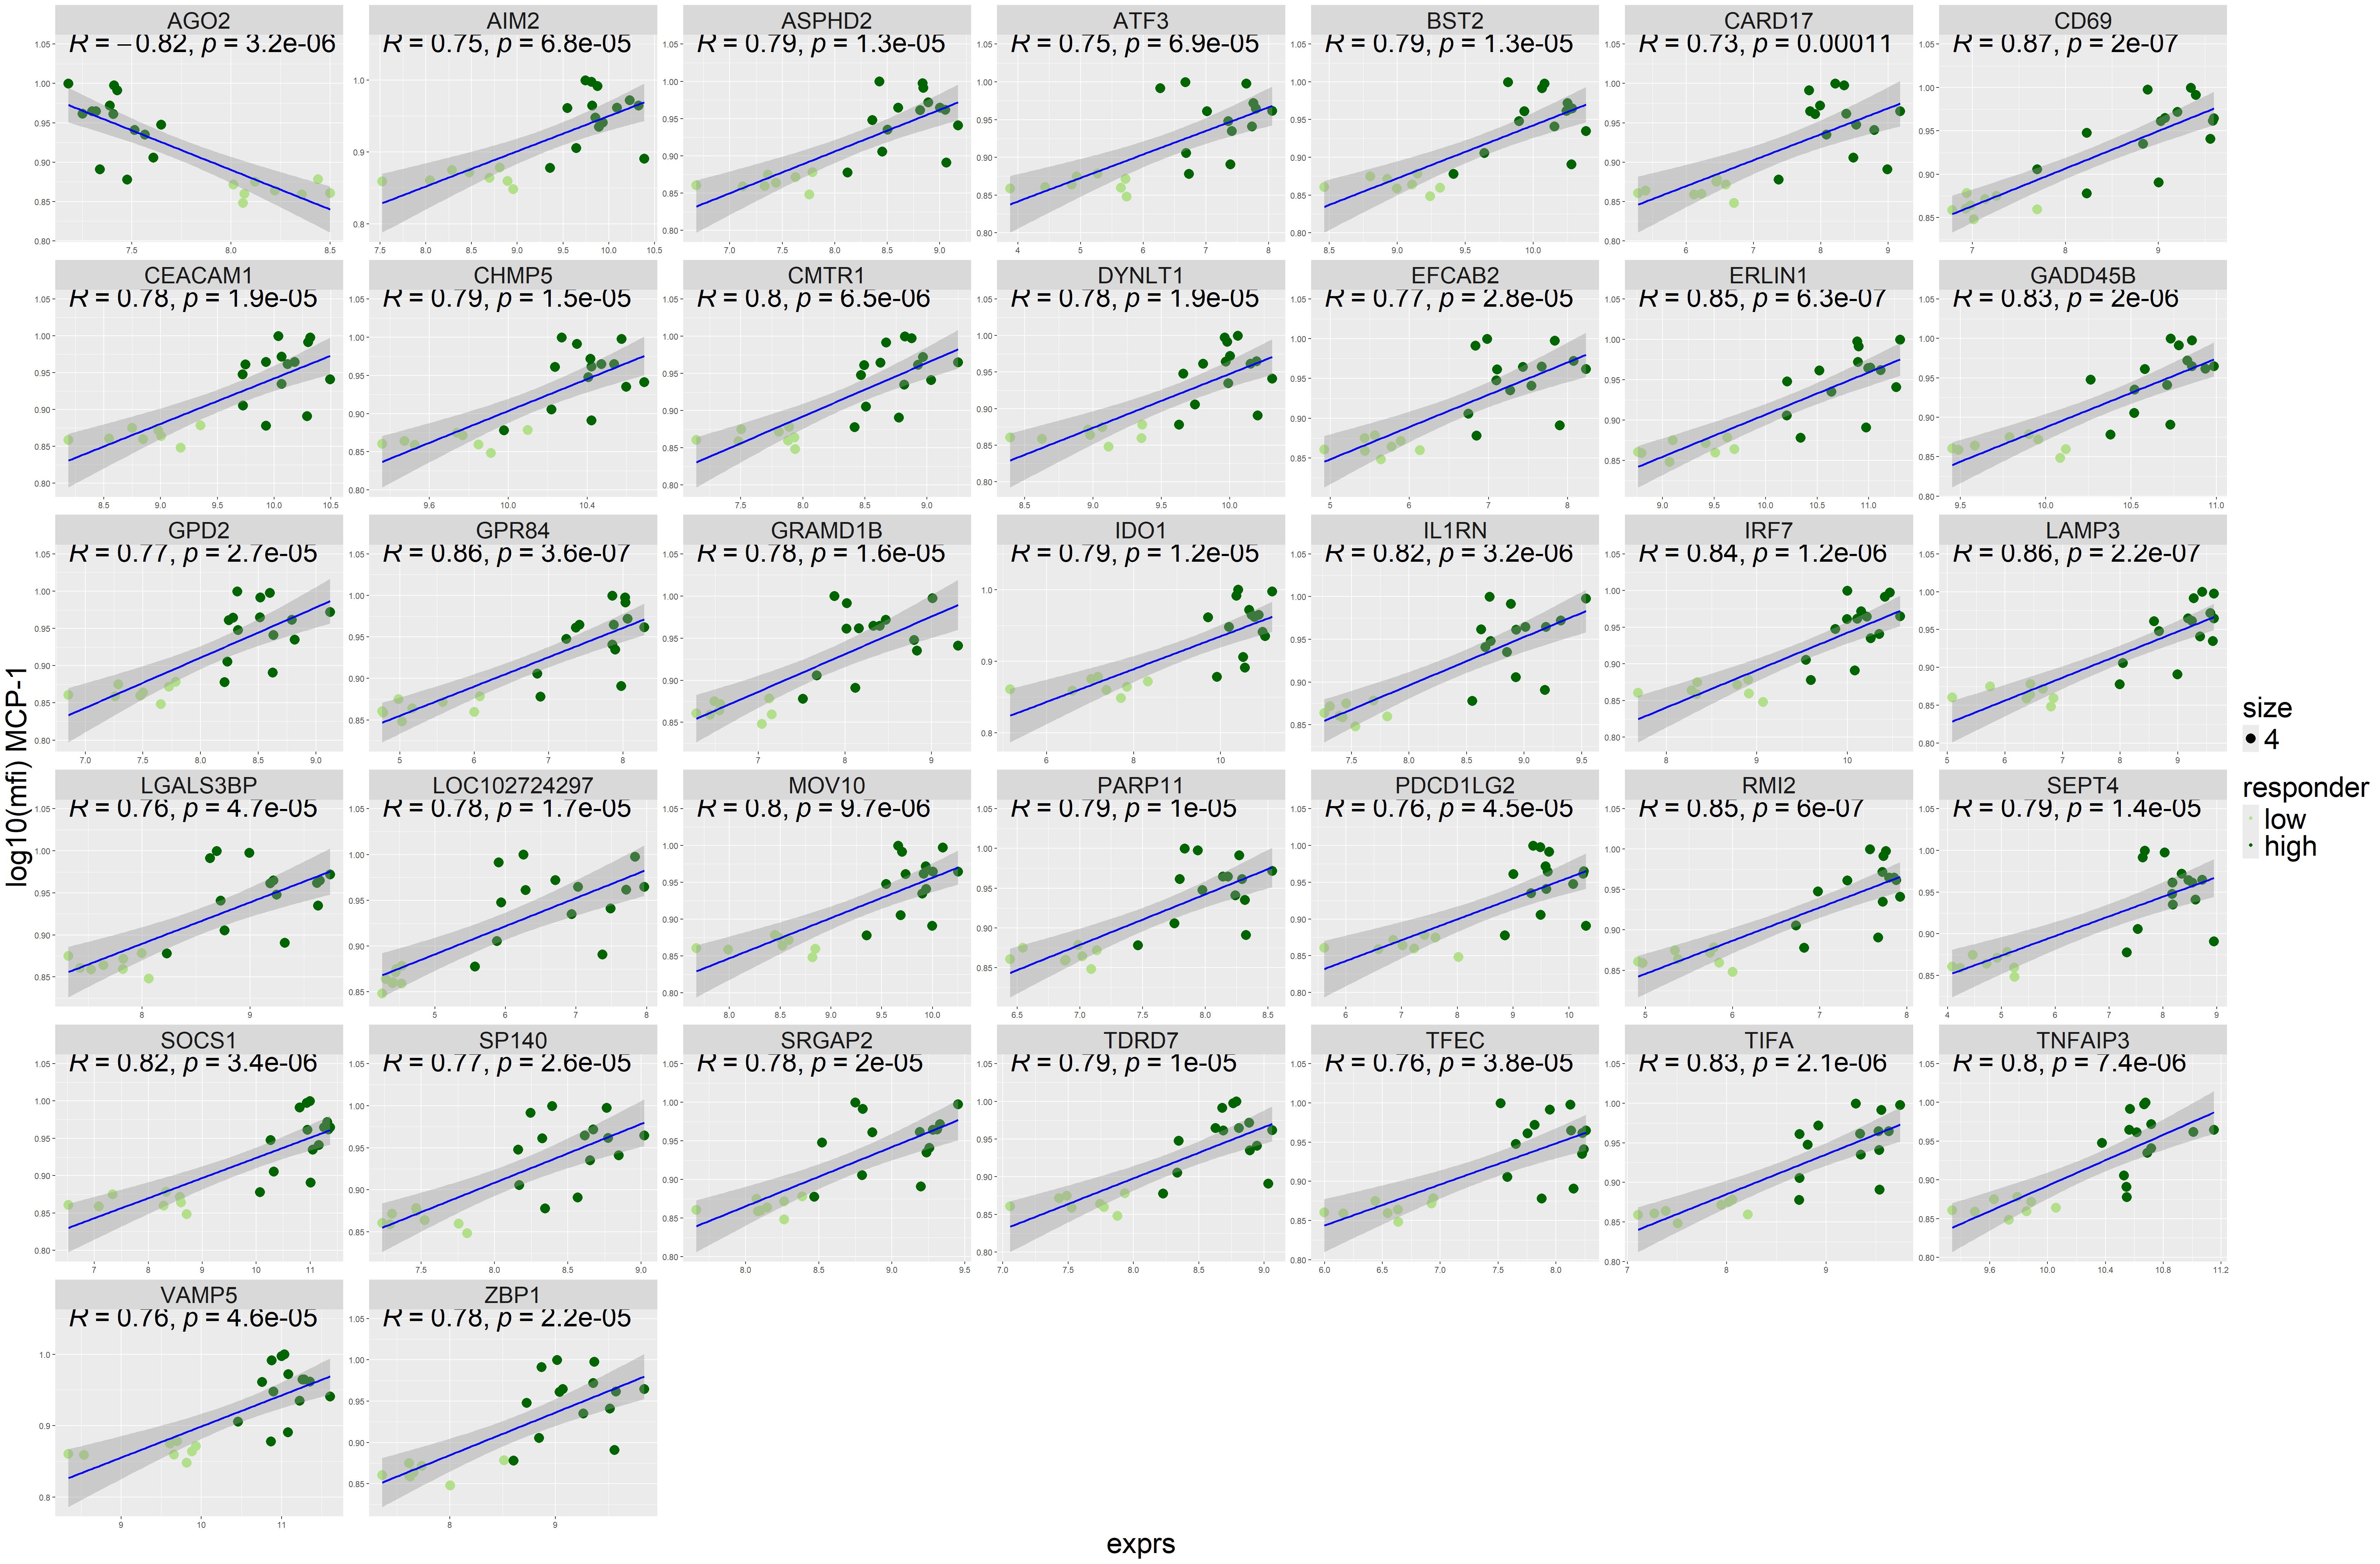 AGO2 AIM2 ASPHD2 ATF3 BST2 CARD17 CD69
R = −0.82, p = 3.2e-06 R = 0.75, p = 6.8e-05 R = 0.79, p = 1.3e-05 R = 0.75, p = 6.9e-05 R = 0.79, p = 1.3e-05 R = 0.73, p = 0.00011 R = 0.87, p = 2e-07
CEACAM1 CHMP5 CMTR1 DYNLT1 EFCAB2 ERLIN1 GADD45B
R = 0.78, p = 1.9e-05 R = 0.79, p = 1.5e-05 R = 0.8, p = 6.5e-06 R = 0.78, p = 1.9e-05 R = 0.77, p = 2.8e-05 R = 0.85, p = 6.3e-07 R = 0.83, p = 2e-06
GPD2 GPR84 GRAMD1B IDO1 IL1RN IRF7 LAMP3
R = 0.77, p = 2.7e-05 R = 0.86, p = 3.6e-07 R = 0.78, p = 1.6e-05 R = 0.79, p = 1.2e-05 R = 0.82, p = 3.2e-06 R = 0.84, p = 1.2e-06 R = 0.86, p = 2.2e-07
LGALS3BP LOC102724297 MOV10 PARP11 PDCD1LG2 RMI2 SEPT4
R = 0.76, p = 4.7e-05 R = 0.78, p = 1.7e-05 R = 0.8, p = 9.7e-06 R = 0.79, p = 1e-05 R = 0.76, p = 4.5e-05 R = 0.85, p = 6e-07 R = 0.79, p = 1.4e-05
SOCS1 SP140 SRGAP2 TDRD7 TFEC TIFA TNFAIP3
R = 0.82, p = 3.4e-06 R = 0.77, p = 2.6e-05 R = 0.78, p = 2e-05 R = 0.79, p = 1e-05 R = 0.76, p = 3.8e-05 R = 0.83, p = 2.1e-06 R = 0.8, p = 7.4e-06
VAMP5 ZBP1
R = 0.76, p = 4.6e-05 R = 0.78, p = 2.2e-05
log10(mfi) MCP-1
exprs
size
4
responder
low
high